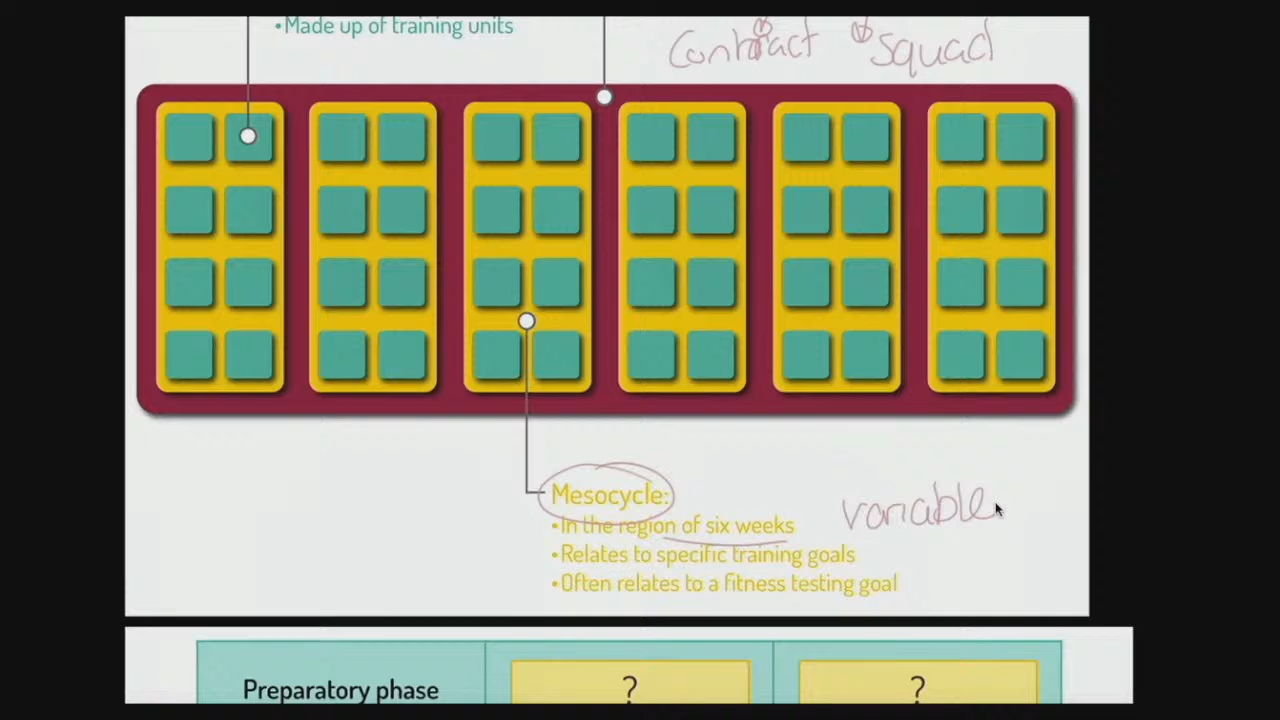 •Made up of training units
Contract squad
Mesocycle:
•In the region of six weeks
variable
•Relates to specific training goals
•Often relates to a fitness testing goal
Preparatory phase ? ?